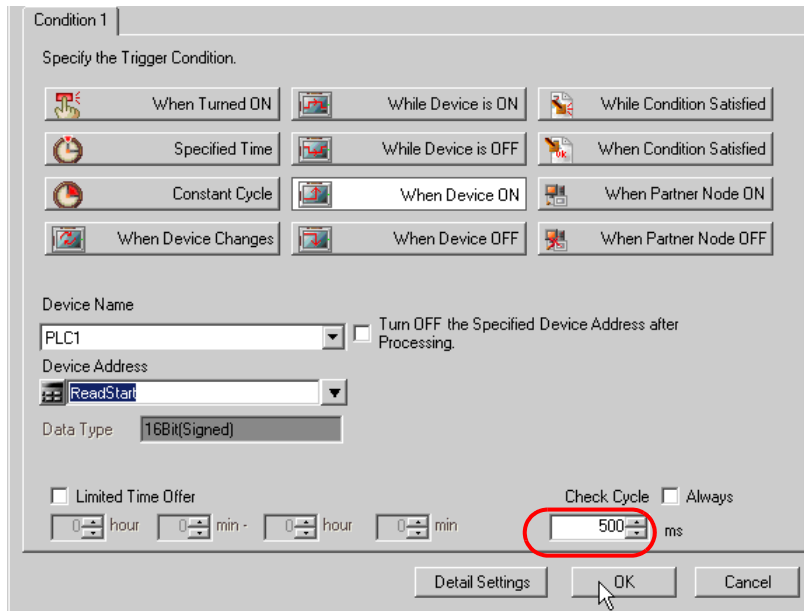 Condition 1
Specify the Trigger Condition.
When Turned ON While Device is ON While Condition Satisfied
Specified Time While Device is OFF When Condition Satisfied
Constant Cycle When Device ON When Partner Node ON
When Device Changes When Device OFF When Partner Node OFF
Device Name
PLC1
Turn OFF the Specified Device Address after
Processing.
Device Address
ReadStart
Data Type 16Bit(Signed)
Limited Time Offer Check Cycle Always
0 hour 0 min - 0 hour 0 min 500 ms
Detail Settings OK Cancel